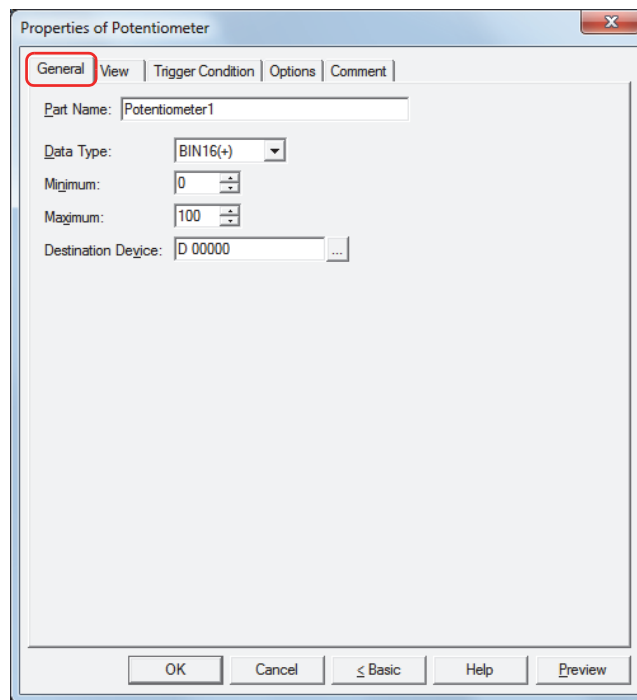 Properties of Potentiometer
General View Trigger Condition Options Comment
Part Name: Potentiometer1
Data Type: BIN16(+)
Minimum: 0
Maximum: 100
Destination Device: D 00000 ...
OK Cancel < Basic Help Preview